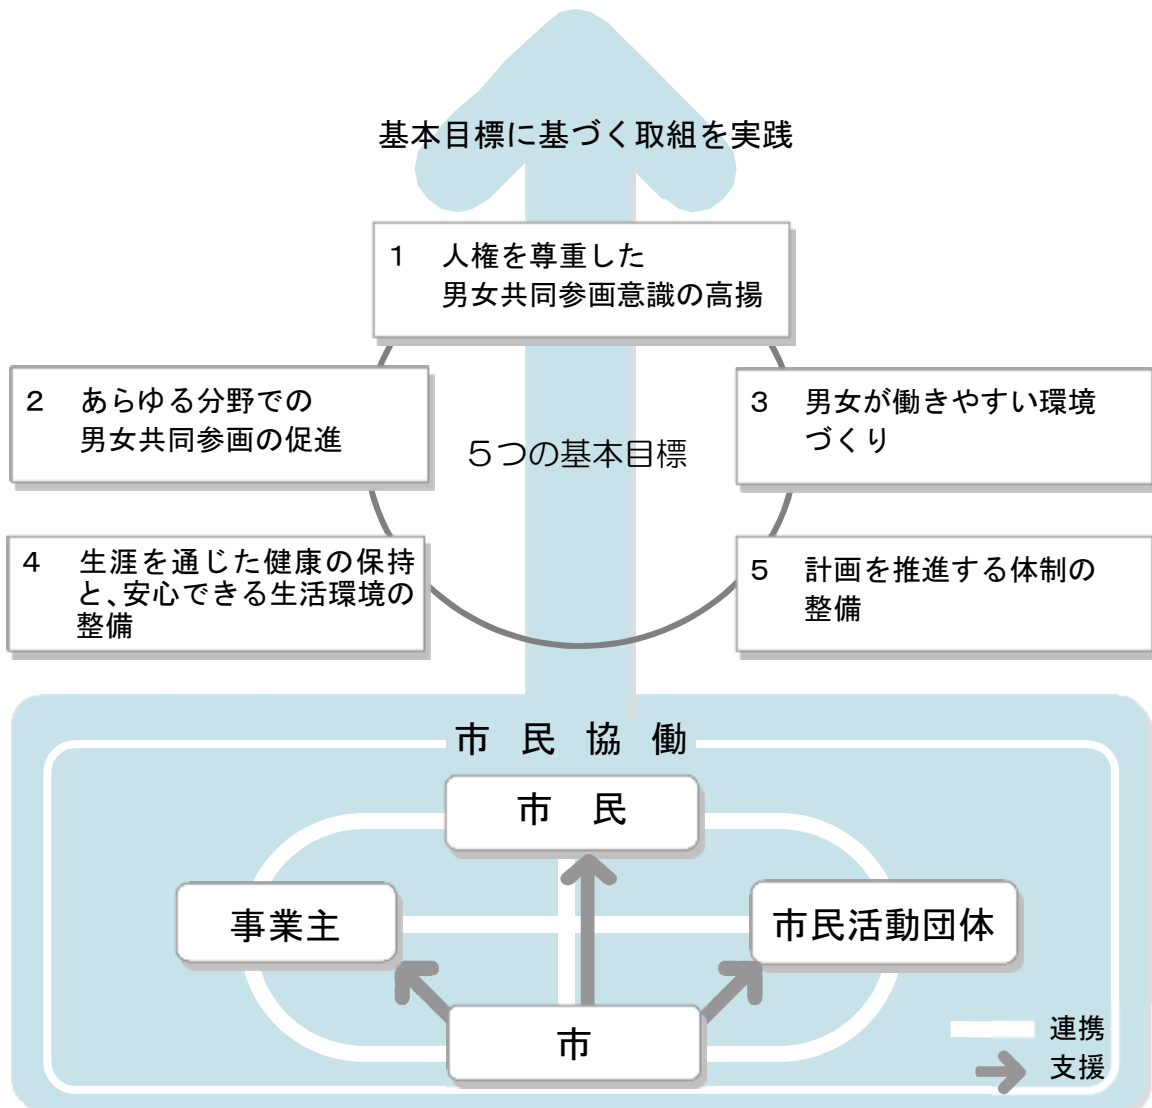 基本目標に基づく取組を実践
1 人権を尊重した
男女共同参画意識の高揚
2 あらゆる分野での
男女共同参画の促進
3 男女が働きやすい環境
づくり
5つの基本目標
4 生涯を通じた健康の保持
と、安心できる生活環境の
整備
5 計画を推進する体制の
整備
市民協働
市民
事業主
市民活動団体
市
連携
支援